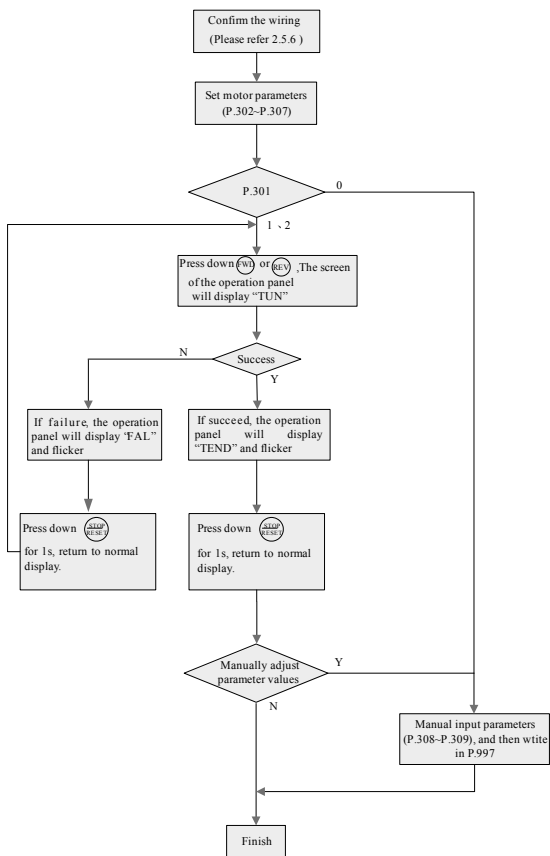 Confirm the wiring
(Please refer 2.5.6 )
Set motor parameters
(P.302~P.307)
P.301
0
1 、2
Press down FWD or REV ,The screen
of the operation panel
will display “TUN”
N
Success
Y
If failure, the operation
panel will display “FAL”
and flicker
If succeed, the operation
panel will display
“TEND” and flicker
Press down STOP
RESET
for 1s, return to normal
display.
Press down STOP
RESET
for 1s, return to normal
display.
Manually adjust
parameter values
Y
N
Manual input parameters
(P.308~P.309), and then wtite
in P.997
Finish